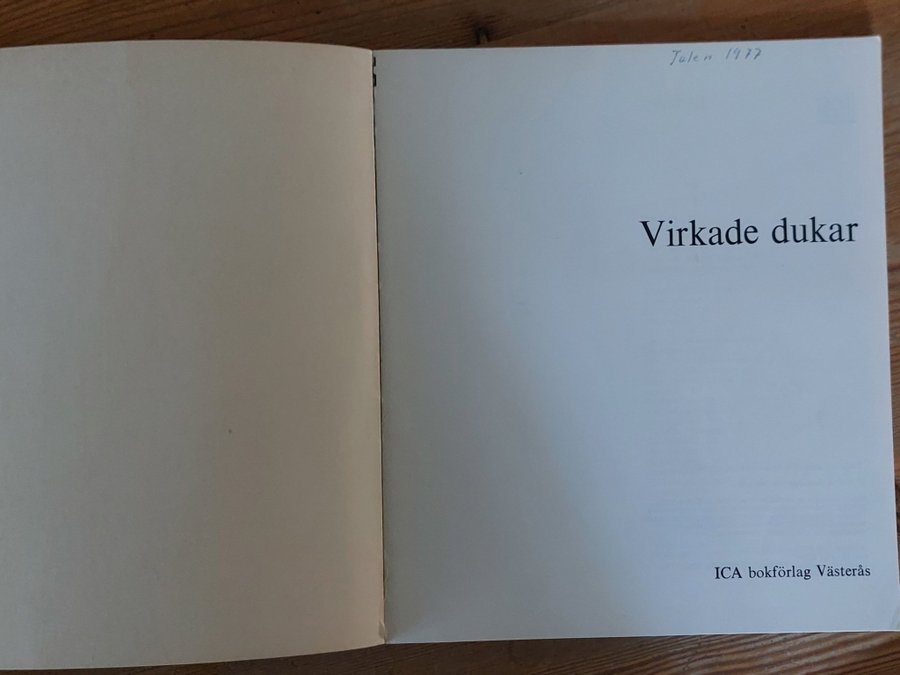 Julen 1977
Virkade dukar
ICA bokförlag Västerås